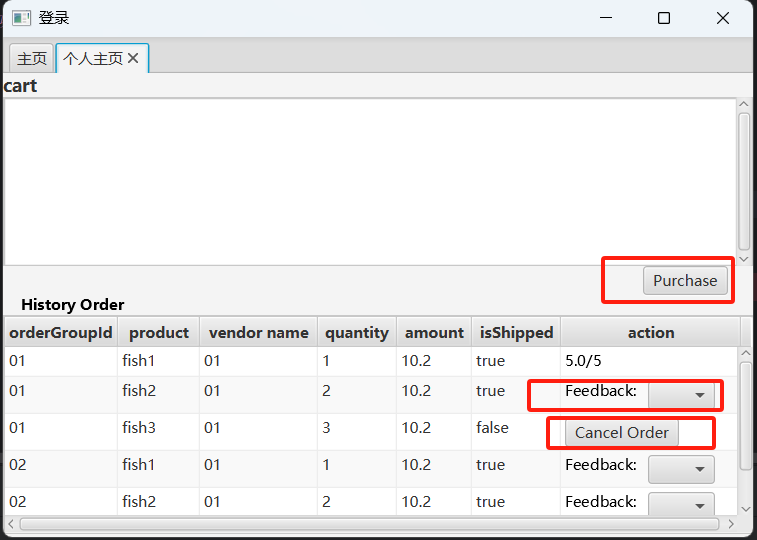 登录
主页 个人主页
cart
Purchase
History Order
orderGroupId product vendor name quantity amount isShipped action
01 fish1 01 1 10.2 true 5.0/5
01 fish2 01 2 10.2 true Feedback:
01 fish3 01 3 10.2 false Cancel Order
02 fish1 01 1 10.2 true Feedback:
02 fish2 01 2 10.2 true Feedback: